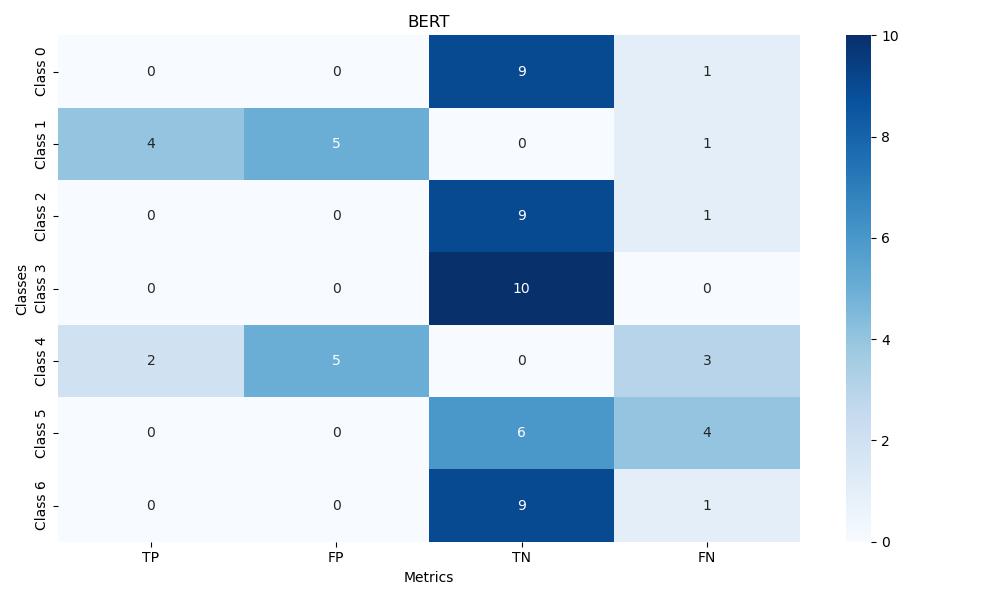 BERT
Class 0 0 0 9 1
Class 1 4 5 0 1
Class 2 0 0 9 1
Class 3 0 0 10 0
Class 4 2 5 0 3
Class 5 0 0 6 4
Class 6 0 0 9 1
TP FP TN FN
Metrics
Classes
10
8
6
4
2
0